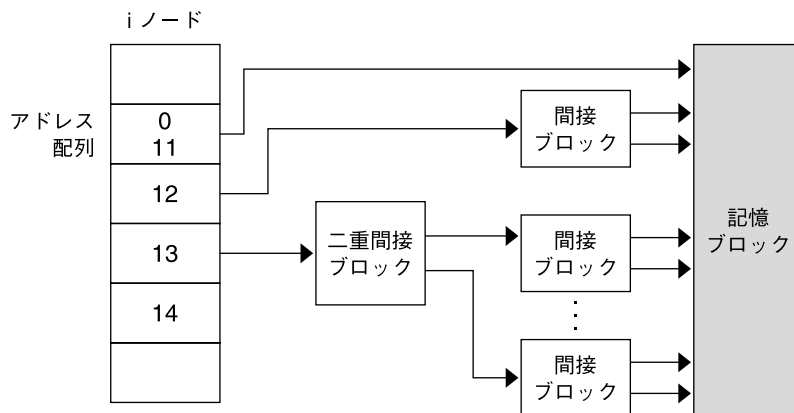 iノード
アドレス
配列
0
11
12
13
14
間接
ブロック
二重間接
ブロック
間接
ブロック
間接
ブロック
記憶
ブロック